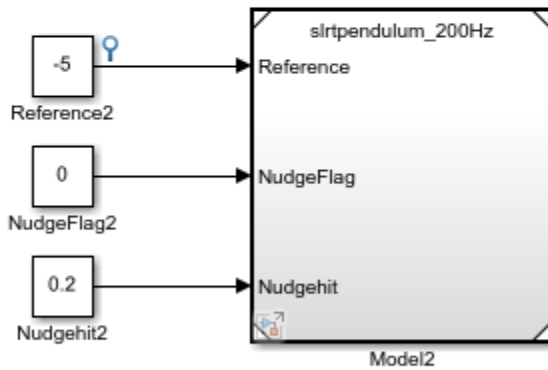 slrtpendulum_200Hz
-5
Reference
Reference2
0
NudgeFlag
NudgeFlag2
0.2
Nudgehit
Nudgehit2
Model2